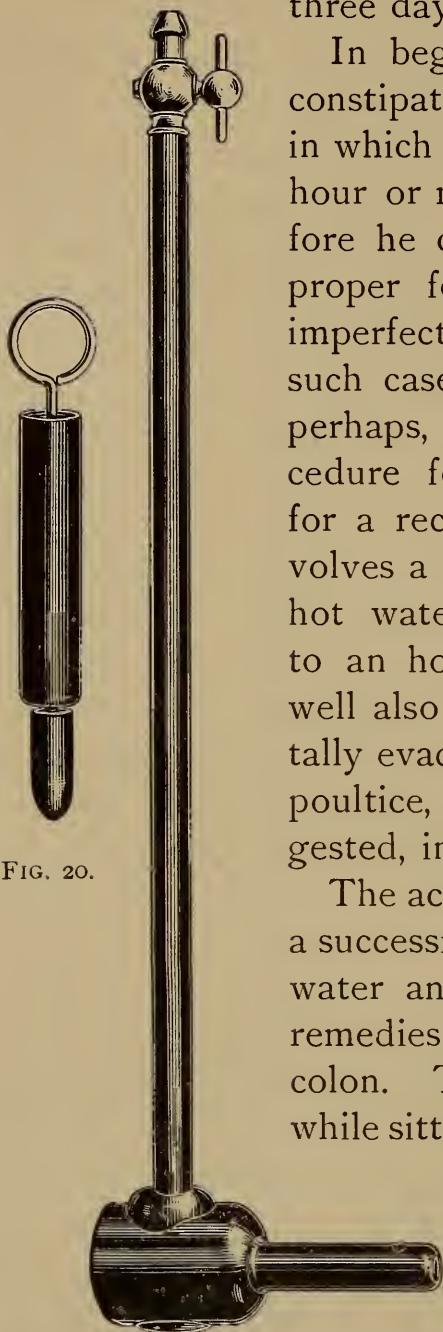 three day
In beg
constipat
in which
hour or r
fore he c
proper fo
imperfect
such case
perhaps,
cedure fo
for a rec
volves a
hot wate
to an ho
well also
tally evac
poultice,
gested, in
The ac
a successi
water an
remedies
colon. T
while sitt
FIG. 20.